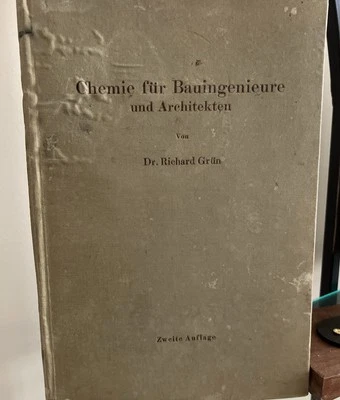 Chemie für Bauingenieure
und Architekten
Von
Dr. Richard Grün
Zweite Auflage